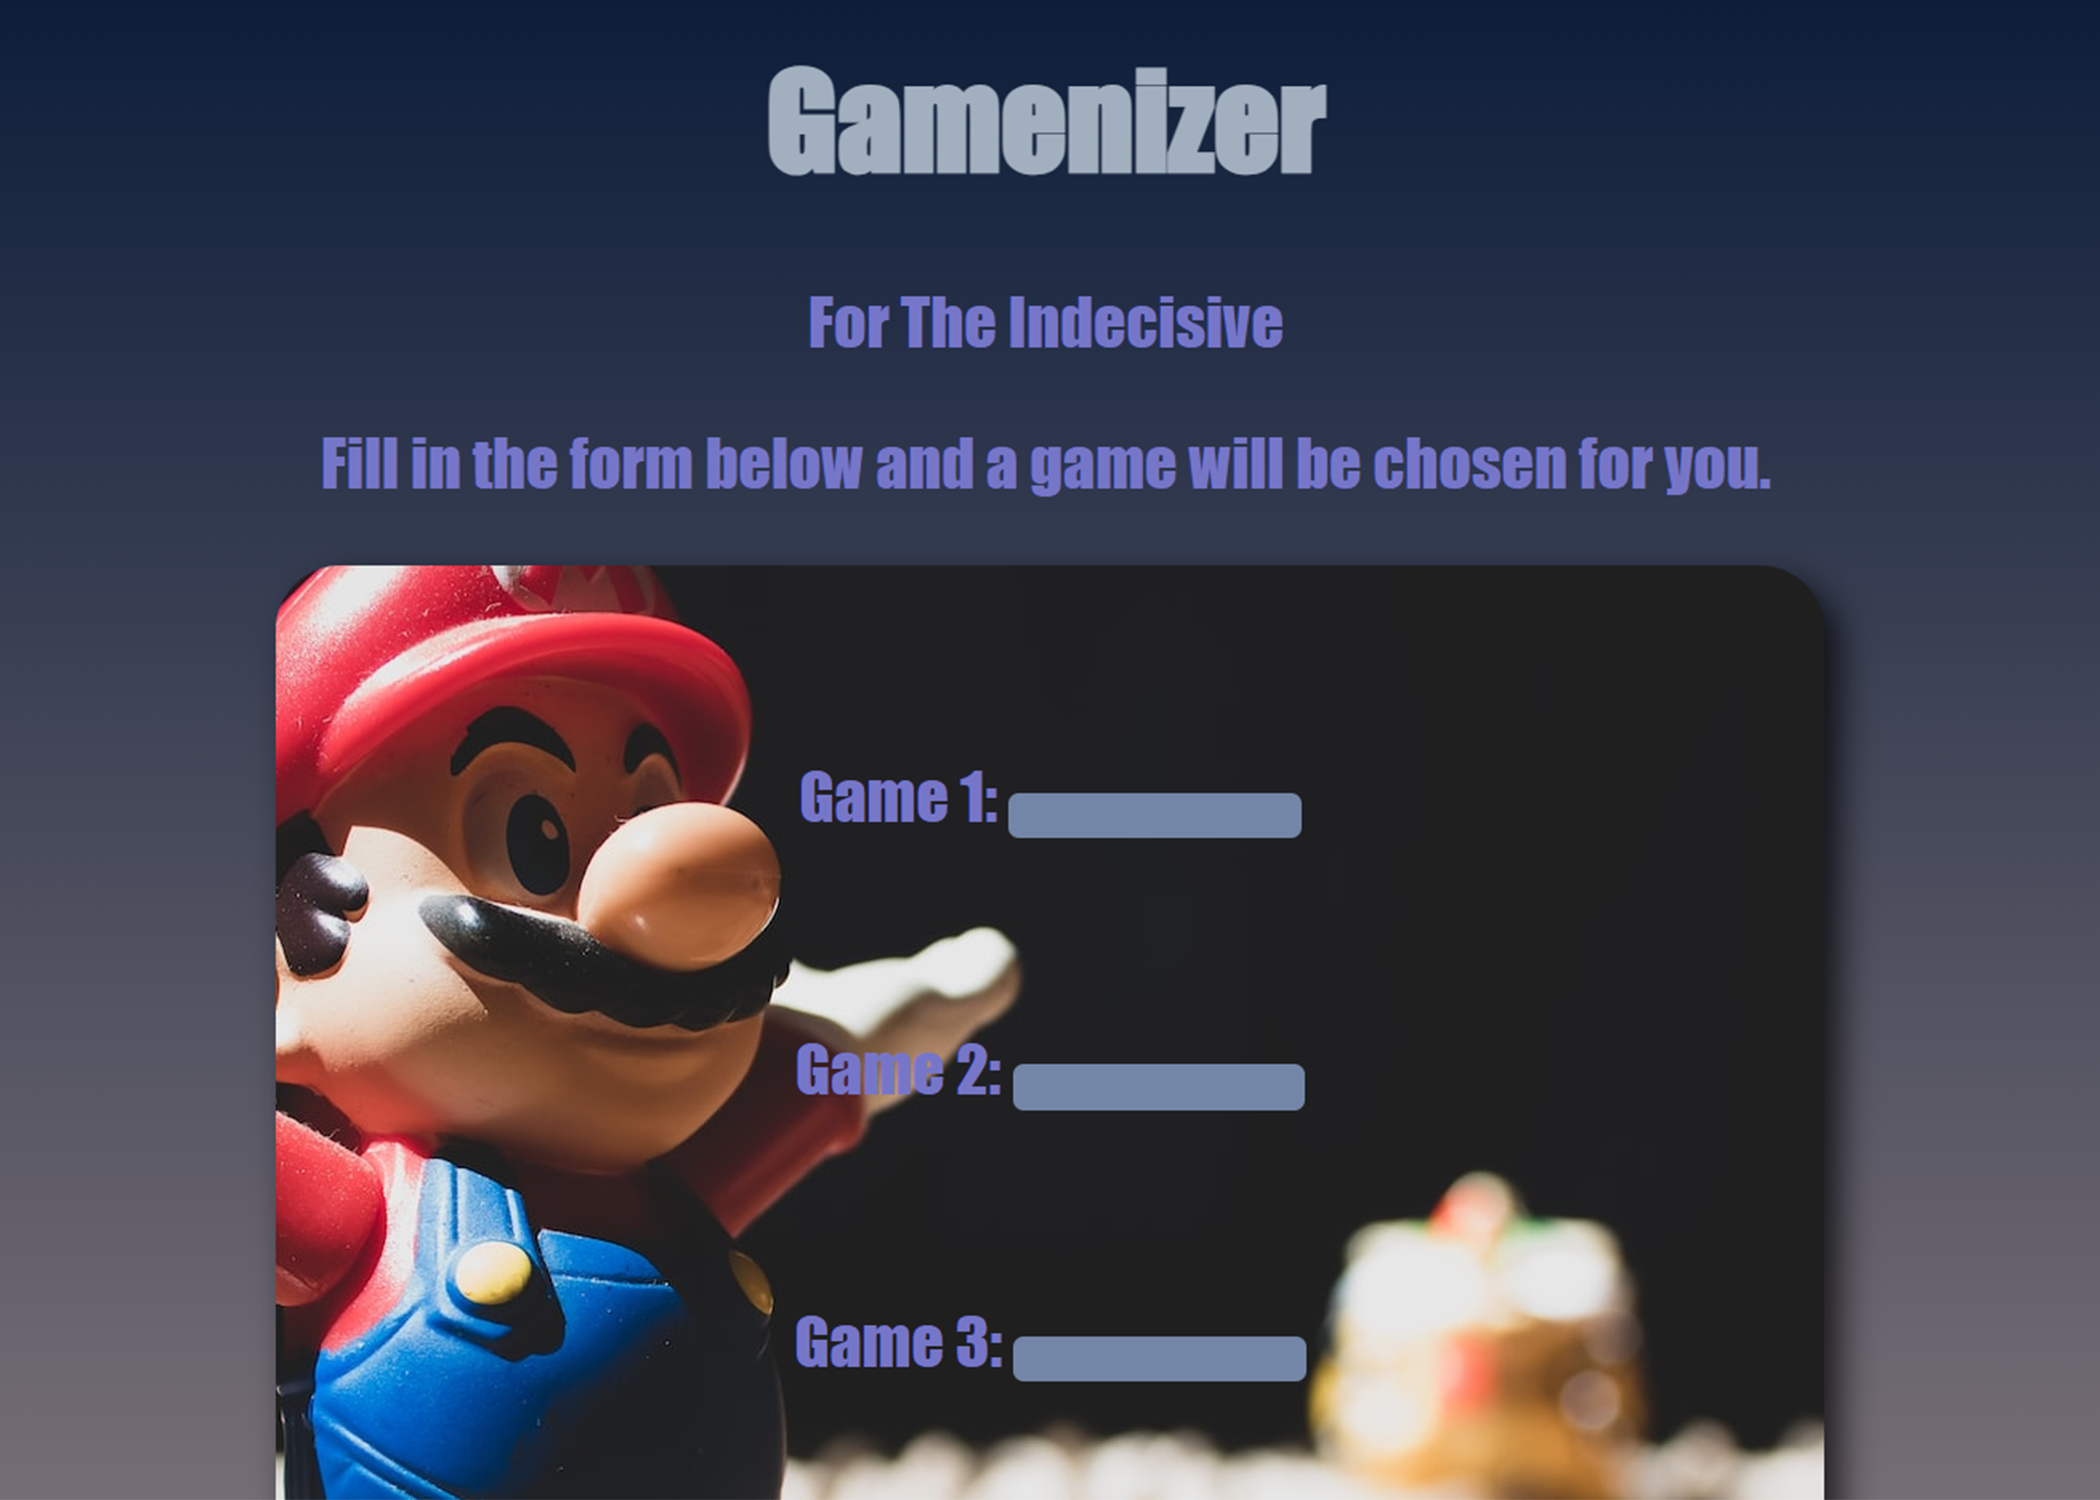 Gamenizer
For The Indecisive
Fill in the form below and a game will be chosen for you.
Game 1:
Game 2:
Game 3: